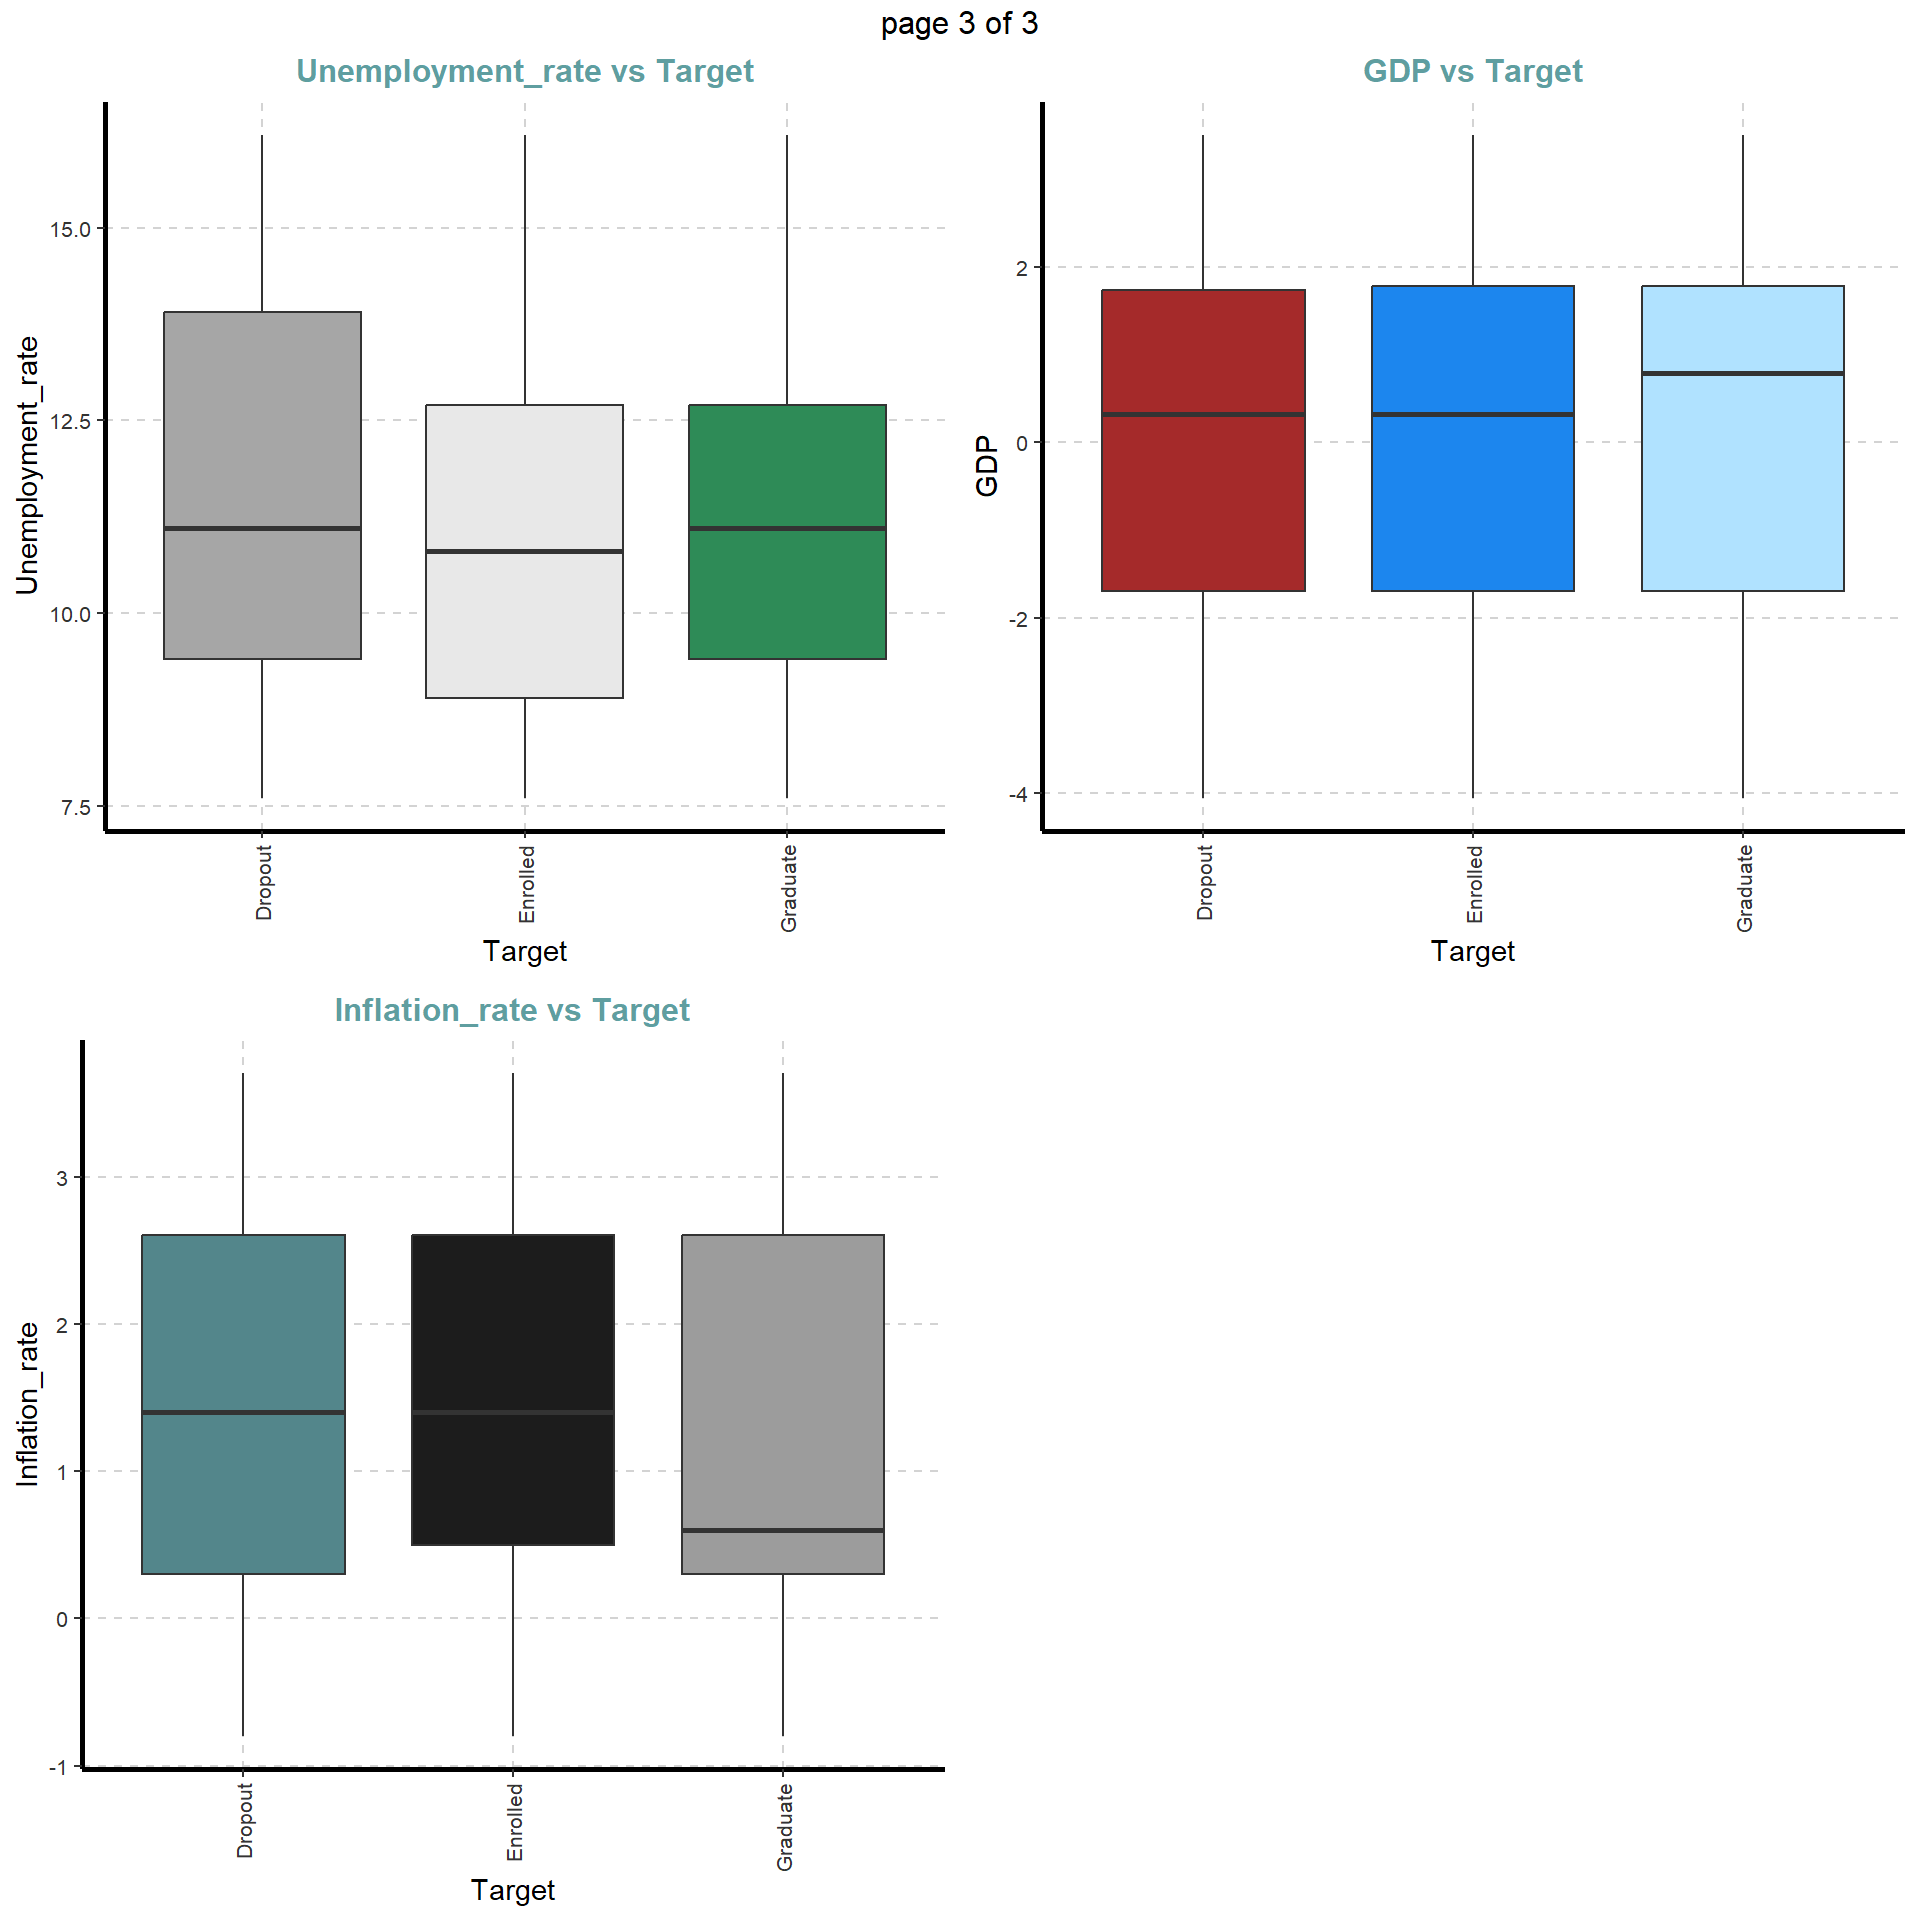 page 3 of 3
Unemployment_rate vs Target
Unemployment_rate
15.0
12.5
10.0
7.5
Dropout
Enrolled
Graduate
Target
GDP vs Target
GDP
2
0
-2
-4
Dropout
Enrolled
Graduate
Target
Inflation_rate vs Target
Inflation_rate
3
2
1
0
-1
Dropout
Enrolled
Graduate
Target